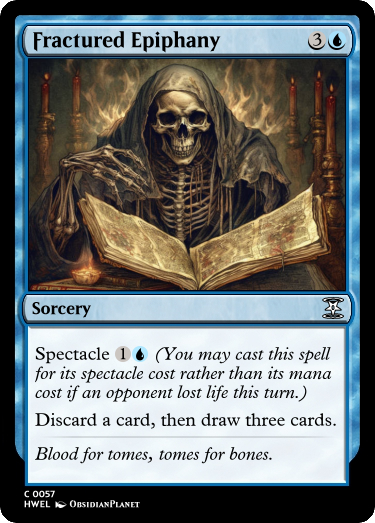 Fractured Epiphany 3
Sorcery
Spectacle 1 (You may cast this spell
for its spectacle cost rather than its mana
cost if an opponent lost life this turn.)
Discard a card, then draw three cards.
Blood for tomes, tomes for bones.
C 0057
HWEL ObsidianPlanet